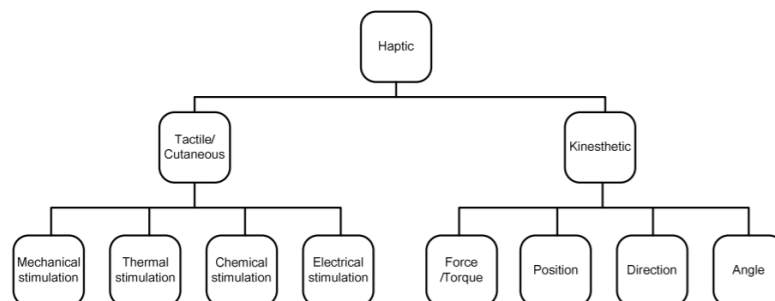 Haptic
Tactile/
Cutaneous
Kinesthetic
Mechanical
stimulation
Thermal
stimulation
Chemical
stimulation
Electrical
stimulation
Force
/Torque
Position
Direction
Angle